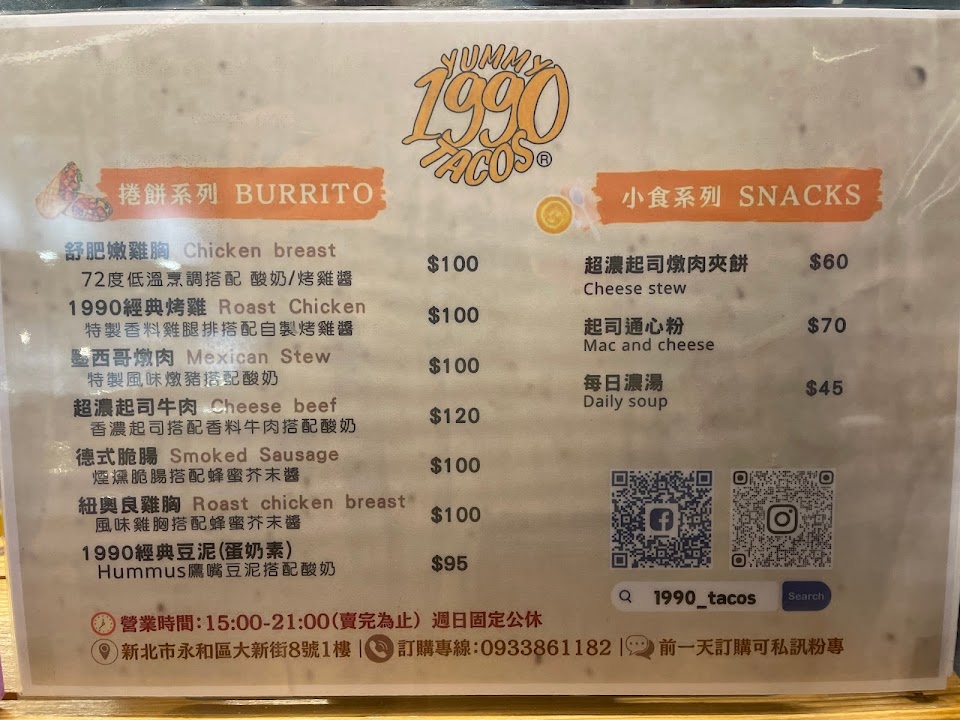 YUMMY
1990
TACOS®
捲餅系列 BURRITO
舒肥嫩雞胸 Chicken breast
$100
72度低溫烹調搭配 酸奶/烤雞醬
1990經典烤雞 Roast Chicken
$100
特製香料雞腿排搭配自製烤雞醬
墨西哥燉肉 Mexican Stew
$100
特製風味燉豬搭配酸奶
超濃起司牛肉 Cheese beef
$120
香濃起司搭配香料牛肉搭配酸奶
德式脆腸 Smoked Sausage
$100
煙燻脆腸搭配蜂蜜芥末醬
紐奧良雞胸 Roast chicken breast
$100
風味雞胸搭配蜂蜜芥末醬
1990經典豆泥(蛋奶素)
$95
Hummus鷹嘴豆泥搭配酸奶
小食系列 SNACKS
超濃起司燉肉夾餅
$60
Cheese stew
起司通心粉
$70
Mac and cheese
每日濃湯
$45
Daily soup
1990_tacos Search
營業時間:15:00-21:00(賣完為止) 週日固定公休
新北市永和區大新街8號1樓 | 訂購專線:0933861182 | 前一天訂購可私訊粉專